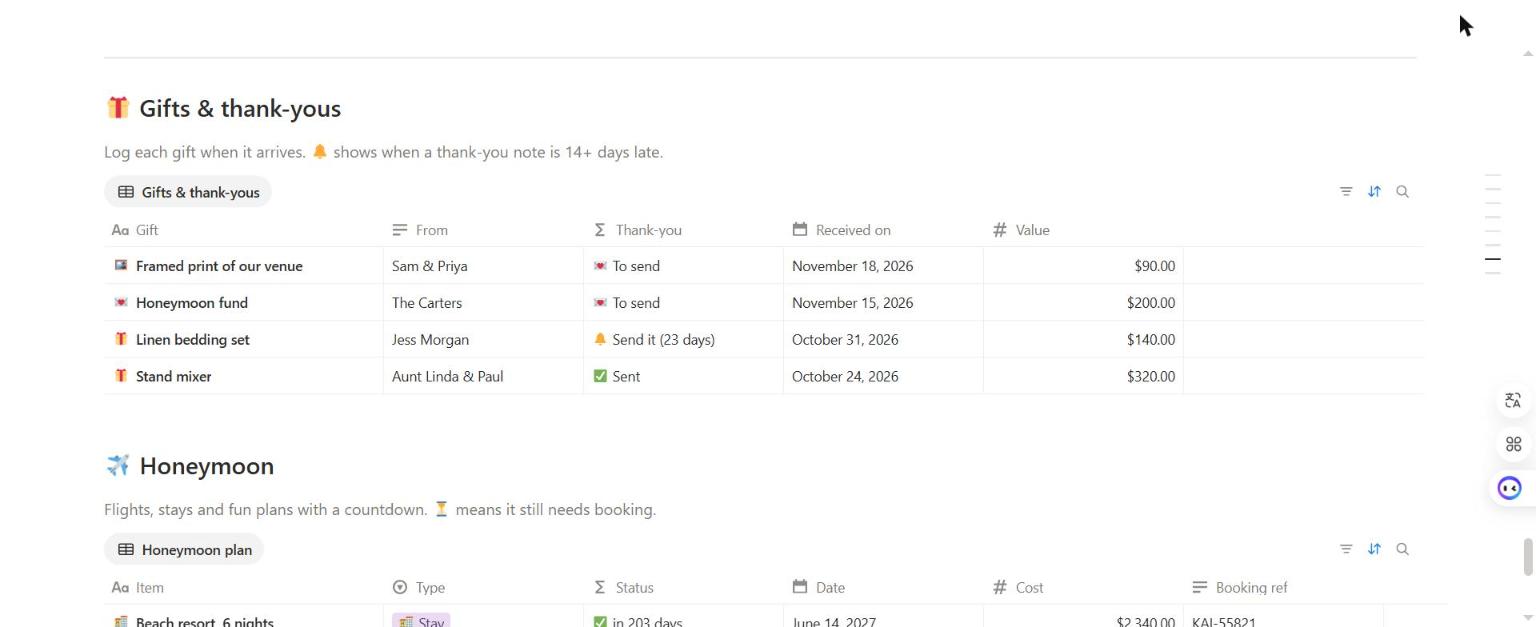 Gifts & thank-yous
Log each gift when it arrives. 🔔 shows when a thank-you note is 14+ days late.
Gifts & thank-yous
Aa Gift From Σ Thank-you Received on # Value
Framed print of our venue Sam & Priya 💌 To send November 18, 2026 $90.00
Honeymoon fund The Carters 💌 To send November 15, 2026 $200.00
Linen bedding set Jess Morgan 🔔 Send it (23 days) October 31, 2026 $140.00
Stand mixer Aunt Linda & Paul ✅ Sent October 24, 2026 $320.00
Honeymoon
Flights, stays and fun plans with a countdown. ⏳ means it still needs booking.
Honeymoon plan
Aa Item Type Σ Status Date # Cost Booking ref
Beach resort, 6 nights Stay ✅ in 203 days June 14, 2027 $2,340.00 KAI-55821